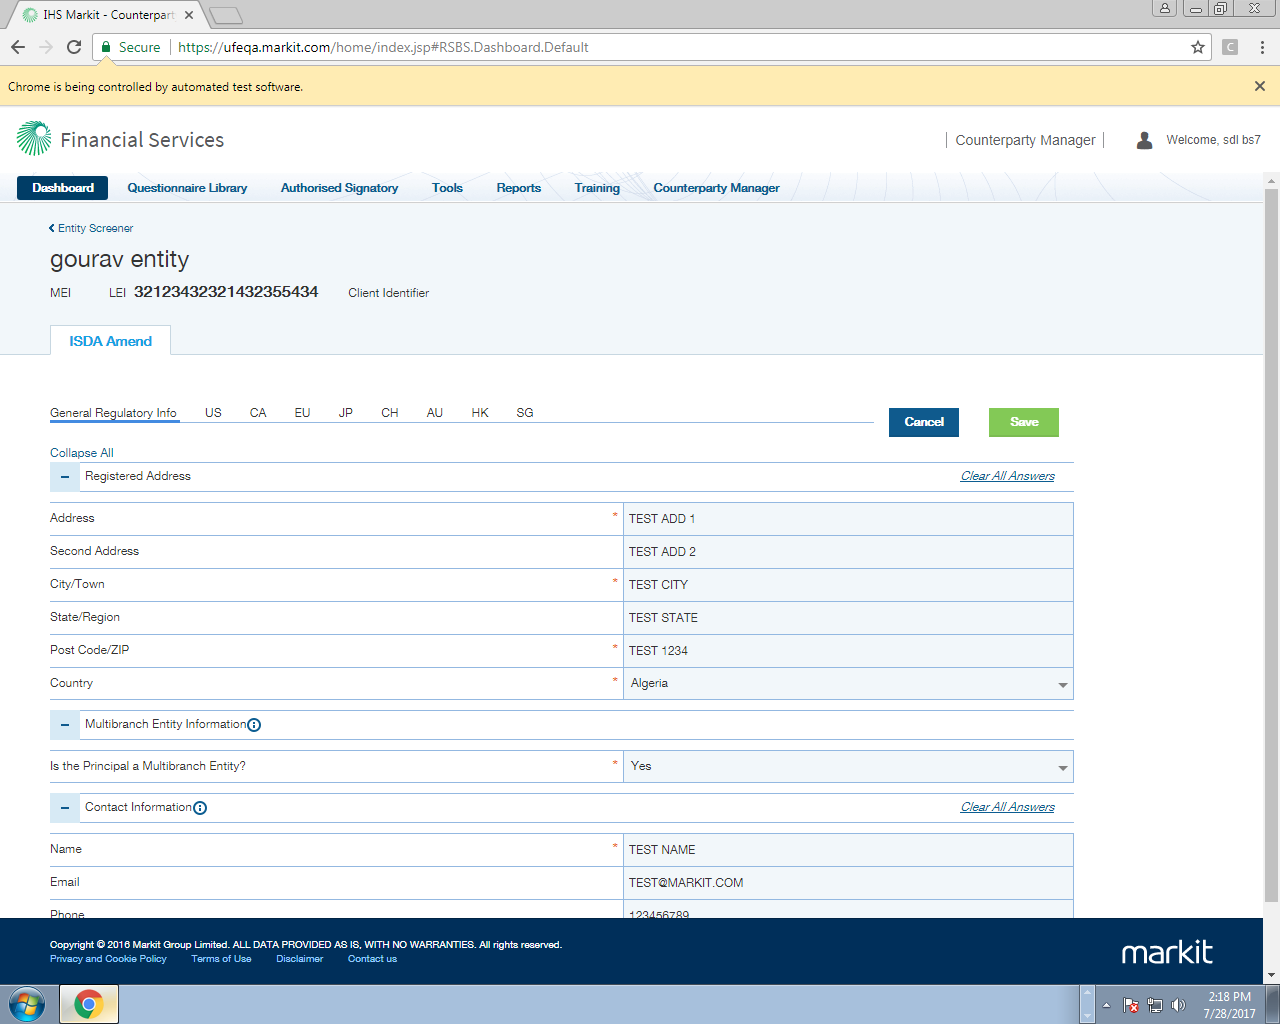 IHS Markit - Counterpart
Secure https://ufeqa.markit.com/home/index.jsp#RSBS.Dashboard.Default
Chrome is being controlled by automated test software.
Financial Services
Counterparty Manager
Welcome, sdl bs7
Dashboard Questionnaire Library Authorised Signatory Tools Reports Training Counterparty Manager
Entity Screener
gourav entity
MEI LEI 32123432321432355434 Client Identifier
ISDA Amend
General Regulatory Info US CA EU JP CH AU HK SG
Cancel Save
Collapse All
Registered Address Clear All Answers
Address * TEST ADD 1
Second Address TEST ADD 2
City/Town * TEST CITY
State/Region TEST STATE
Post Code/ZIP * TEST 1234
Country * Algeria
Multibranch Entity Information
Is the Principal a Multibranch Entity? * Yes
Contact Information Clear All Answers
Name * TEST NAME
Email TEST@MARKIT.COM
Phone 123456789
Copyright © 2016 Markit Group Limited. ALL DATA PROVIDED AS IS, WITH NO WARRANTIES. All rights reserved.
Privacy and Cookie Policy Terms of Use Disclaimer Contact us
markit
2:18 PM
7/28/2017